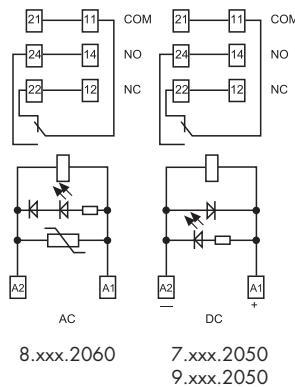 21 11 COM 21 11 COM
24 14 NO 24 14 NO
22 12 NC 22 12 NC
A2 A1 A2 A1
— +
AC DC
8.xxx.2060 7.xxx.2050
9.xxx.2050